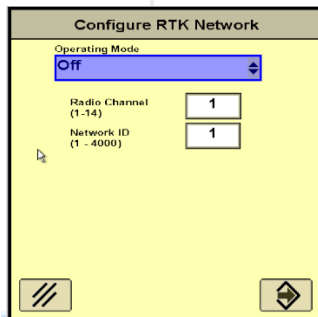 Configure RTK Network
Operating Mode
Off
Radio Channel
(1-14)
1
Network ID
(1 - 4000)
1